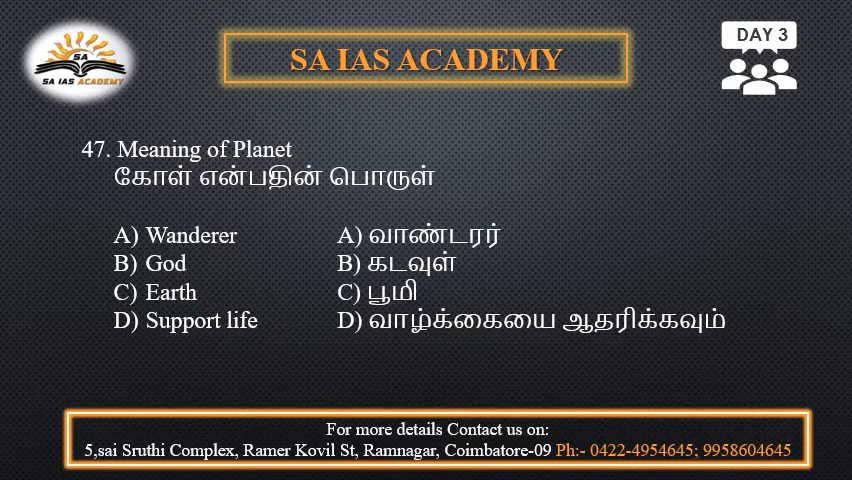 SA
SA IAS ACADEMY
SA IAS ACADEMY
DAY 3
47. Meaning of Planet
கோள் என்பதின் பொருள்
A) Wanderer A) வாண்டரர்
B) God B) கடவுள்
C) Earth C) பூமி
D) Support life D) வாழ்க்கையை ஆதரிக்கவும்
For more details Contact us on:
5,sai Sruthi Complex, Ramer Kovil St, Ramnagar, Coimbatore-09 Ph:- 0422-4954645; 9958604645